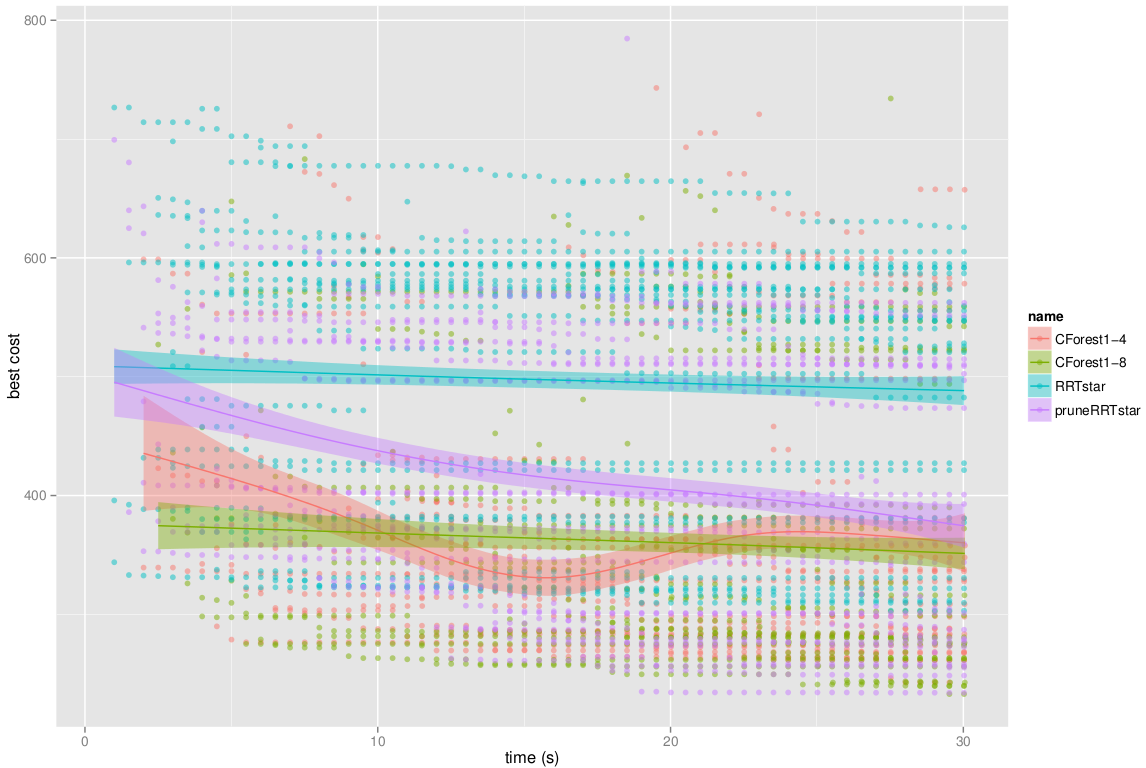 800
600
400
best cost
0
10
20
30
time (s)
name
CForest1−4
CForest1−8
RRTstar
pruneRRTstar